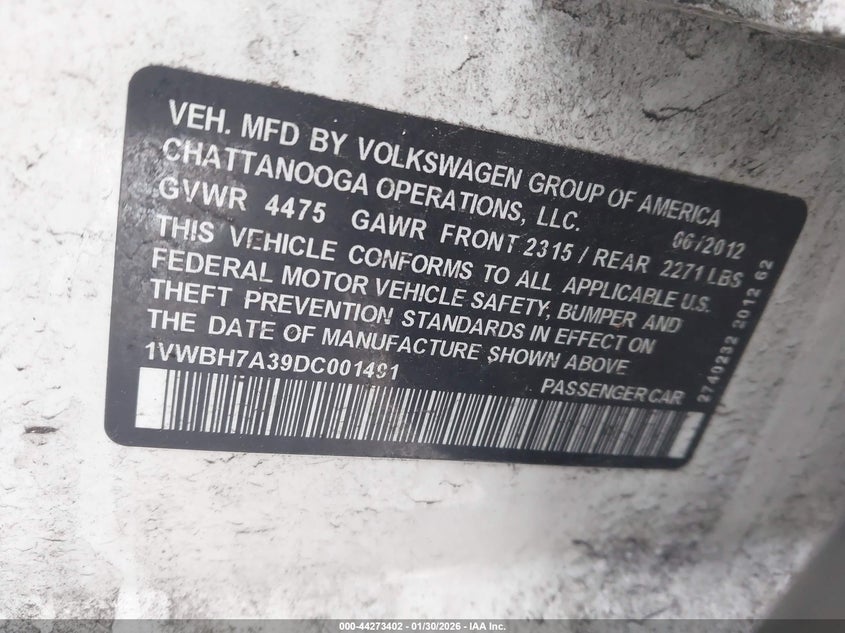 VEH. MFD BY VOLKSWAGEN GROUP OF AMERICA
CHATTANOOGA OPERATIONS, LLC. 06/2012
GVWR 4475 GAWR FRONT 2315 / REAR 2271 LBS
THIS VEHICLE CONFORMS TO ALL APPLICABLE U.S.
FEDERAL MOTOR VEHICLE SAFETY, BUMPER AND
THEFT PREVENTION STANDARDS IN EFFECT ON
THE DATE OF MANUFACTURE SHOWN ABOVE
1VWBH7A39DC001491 PASSENGER CAR
2740232 2012 62
000-44273402 - 01/30/2026 - IAA Inc.